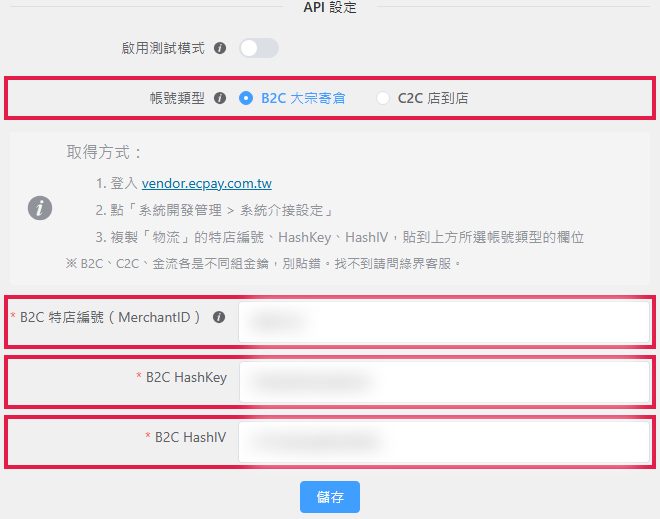 API 設定
啟用測試模式
帳號類型 B2C 大宗寄倉 C2C 店到店
取得方式：
1. 登入 vendor.ecpay.com.tw
2. 點「系統開發管理 > 系統介接設定」
3. 複製「物流」的特店編號、HashKey、HashIV，貼到上方所選帳號類型的欄位
※ B2C、C2C、金流各是不同組金鑰，別貼錯。找不到請問綠界客服。
* B2C 特店編號（MerchantID）
* B2C HashKey
* B2C HashIV
儲存